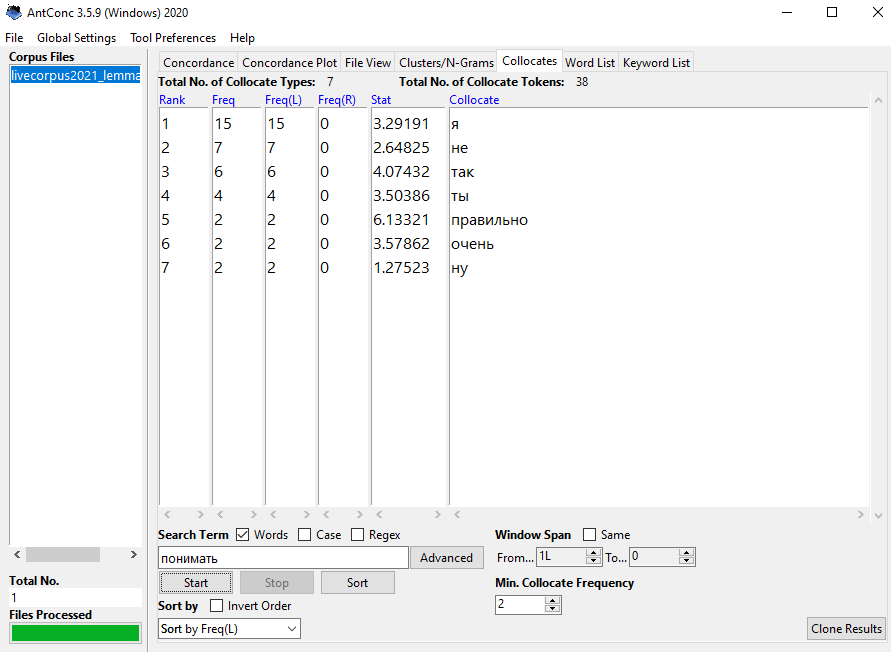 AntConc 3.5.9 (Windows) 2020
File Global Settings Tool Preferences Help
Corpus Files
livecorpus2021_lemma
Concordance Concordance Plot File View Clusters/N-Grams Collocates Word List Keyword List
Total No. of Collocate Types: 7 Total No. of Collocate Tokens: 38
Rank Freq Freq(L) Freq(R) Stat Collocate
1 15 15 0 3.29191 я
2 7 7 0 2.64825 не
3 6 6 0 4.07432 так
4 4 4 0 3.50386 ты
5 2 2 0 6.13321 правильно
6 2 2 0 3.57862 очень
7 2 2 0 1.27523 ну
Search Term Words Case Regex Window Span Same
понимать Advanced From... 1L To... 0
Start Stop Sort Min. Collocate Frequency
Sort by Invert Order 2
Sort by Freq(L) Clone Results
Total No.
1
Files Processed